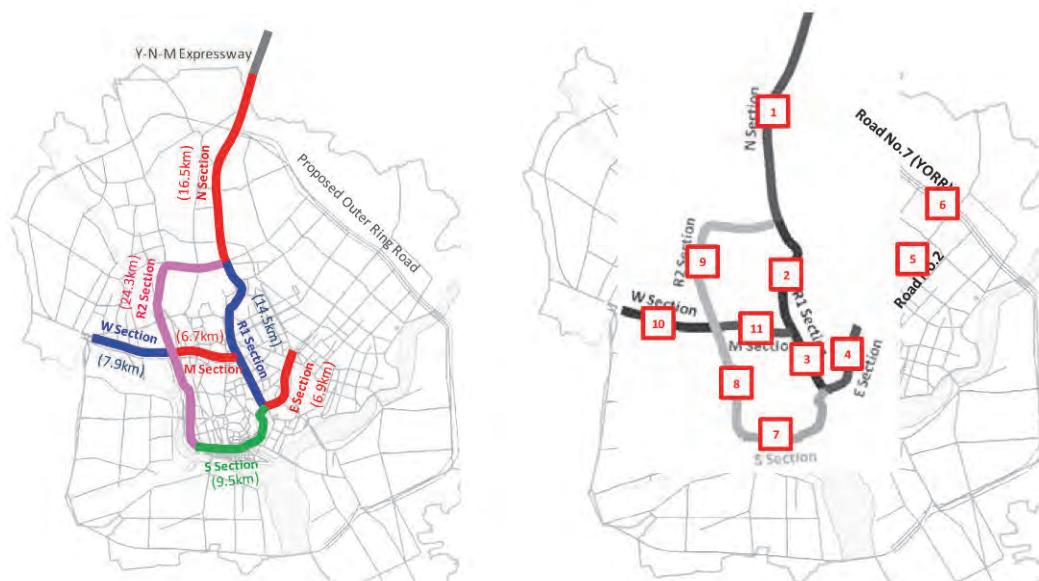 Y-N-M Expressway
(16.5km)
N Section
Proposed Outer Ring Road
(24.3km)
R2 Section
(14.5km)
R1 Section
W Section
(7.9km)
(6.7km)
M Section
E Section
(6.9km)
S Section
(9.5km)
N Section
1
Road No.7 (YORR)
6
R2 Section
9
2
5
Road No.2
R1 Section
W Section
10
11
M Section
3
4
E Section
8
7
S Section